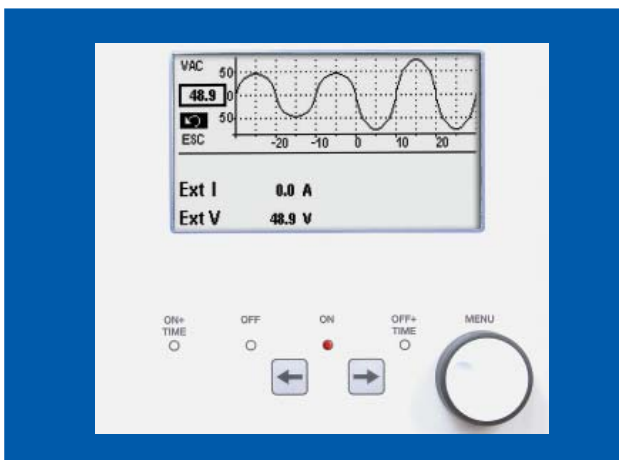 VAC
50
48.9
0
50
ESC
-20 -10 0 10 20
Ext I 0.0 A
Ext V 48.9 V
ON+ TIME
OFF
ON
OFF+ TIME
MENU